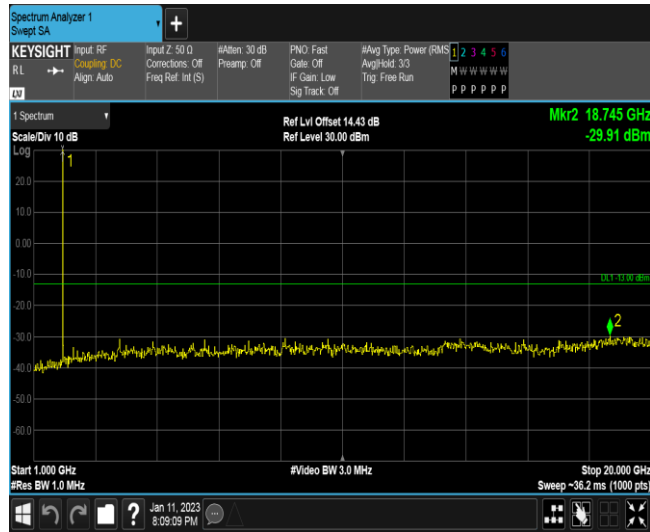 Spectrum Analyzer 1
Swept SA
+
KEYSIGHT
RL
LXI
Input: RF
Coupling: DC
Align: Auto
Input Z: 50 Ω
Corrections: Off
Freq Ref: Int (S)
#Atten: 30 dB
Preamp: Off
PNO: Fast
Gate: Off
IF Gain: Low
Sig Track: Off
#Avg Type: Power (RMS
Avg|Hold: 3/3
Trig: Free Run
1 2 3 4 5 6
M W W W W W
P P P P P P
1 Spectrum
Scale/Div 10 dB
Ref Lvl Offset 14.43 dB
Ref Level 30.00 dBm
Mkr2 18.745 GHz
-29.91 dBm
Log
1
20.0
10.0
0.00
-10.0
DL1 -13.00 dBm
-20.0
2
-30.0
-40.0
-50.0
-60.0
Start 1.000 GHz
#Res BW 1.0 MHz
#Video BW 3.0 MHz
Stop 20.000 GHz
Sweep ~36.2 ms (1000 pts)
?
Jan 11, 2023
8:09:09 PM